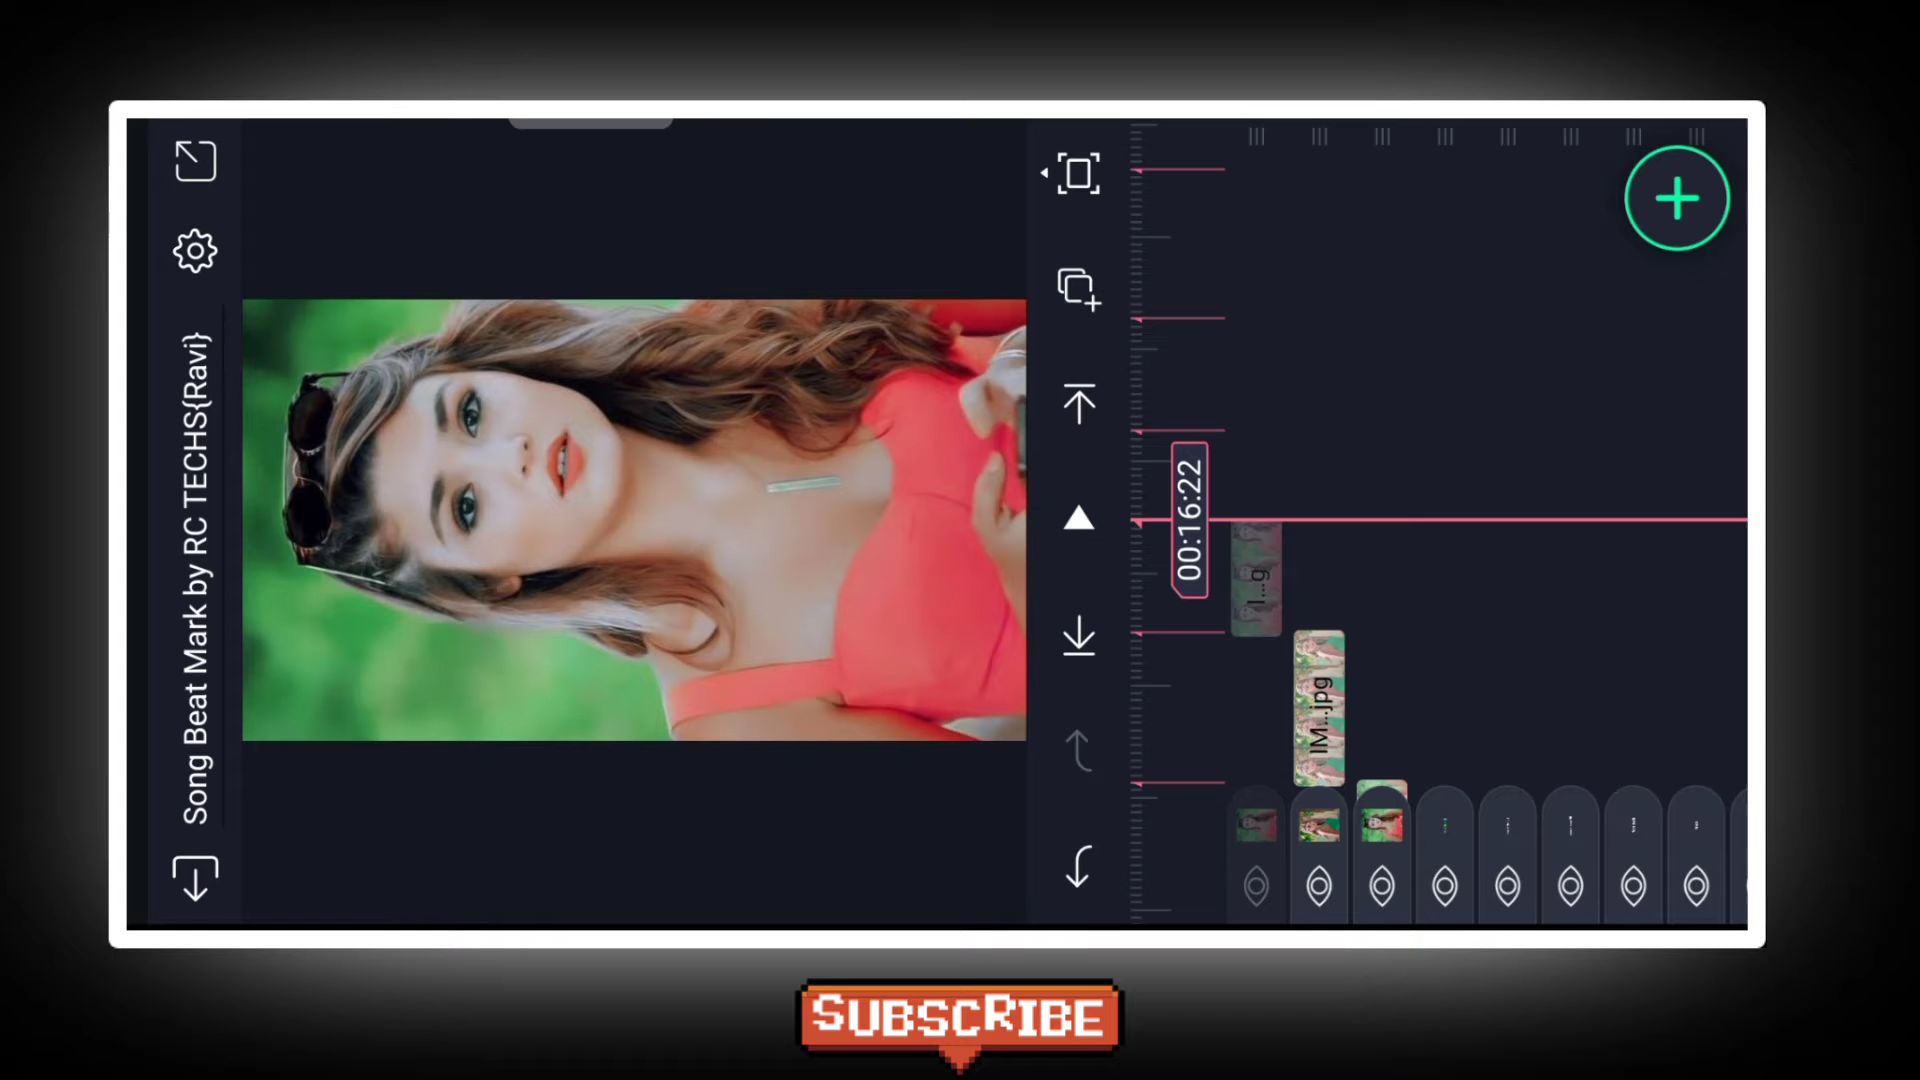 Song Beat Mark by RC TECHS{Ravi}
00:16:22
I...g
IM...jpg
SUBSCRIBE